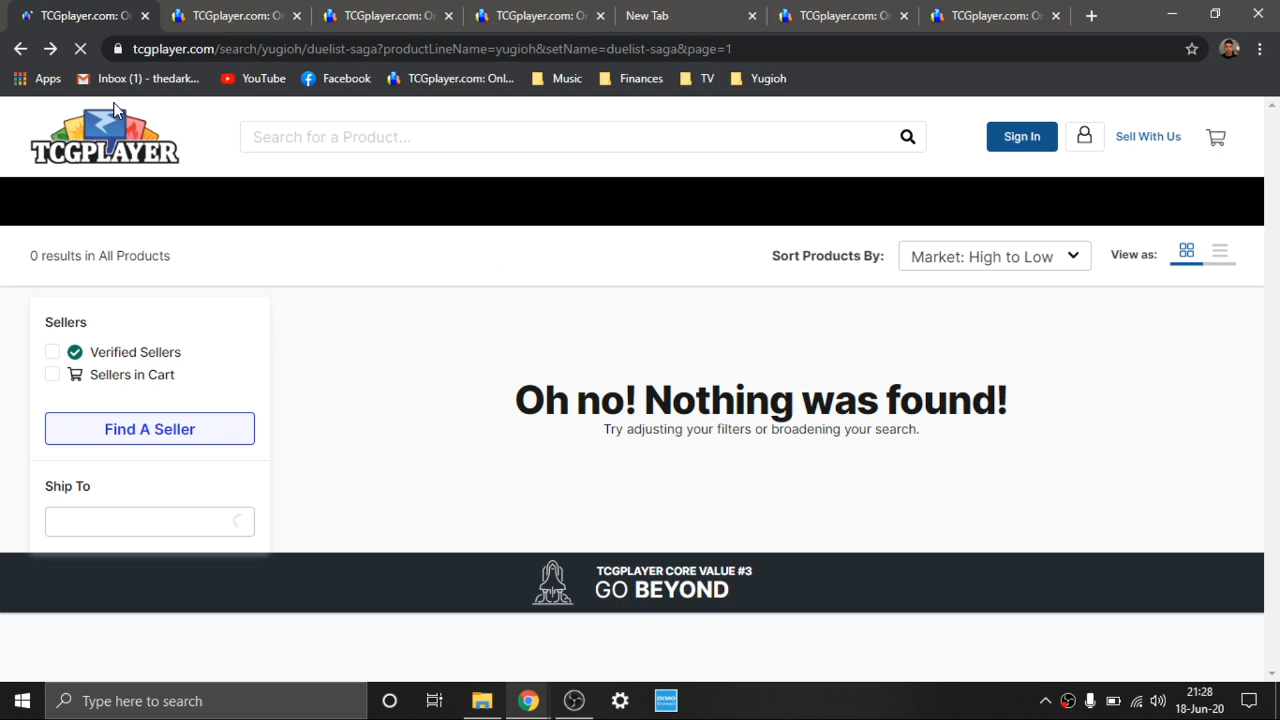 TCGplayer.com: O
TCGplayer.com: O
TCGplayer.com: O
TCGplayer.com: O
New Tab
TCGplayer.com: O
TCGplayer.com: O
tcgplayer.com/search/yugioh/duelist-saga?productLineName=yugioh&setName=duelist-saga&page=1
Apps
Inbox (1) - thedark...
YouTube
Facebook
TCGplayer.com: Onl...
Music
Finances
TV
Yugioh
TCGPLAYER
Search for a Product...
Sign In
Sell With Us
0 results in All Products
Sort Products By:
Market: High to Low
View as:
Sellers
Verified Sellers
Sellers in Cart
Find A Seller
Ship To
Oh no! Nothing was found!
Try adjusting your filters or broadening your search.
TCGPLAYER CORE VALUE #3
GO BEYOND
Type here to search
DYMO
21:28
18-Jun-20